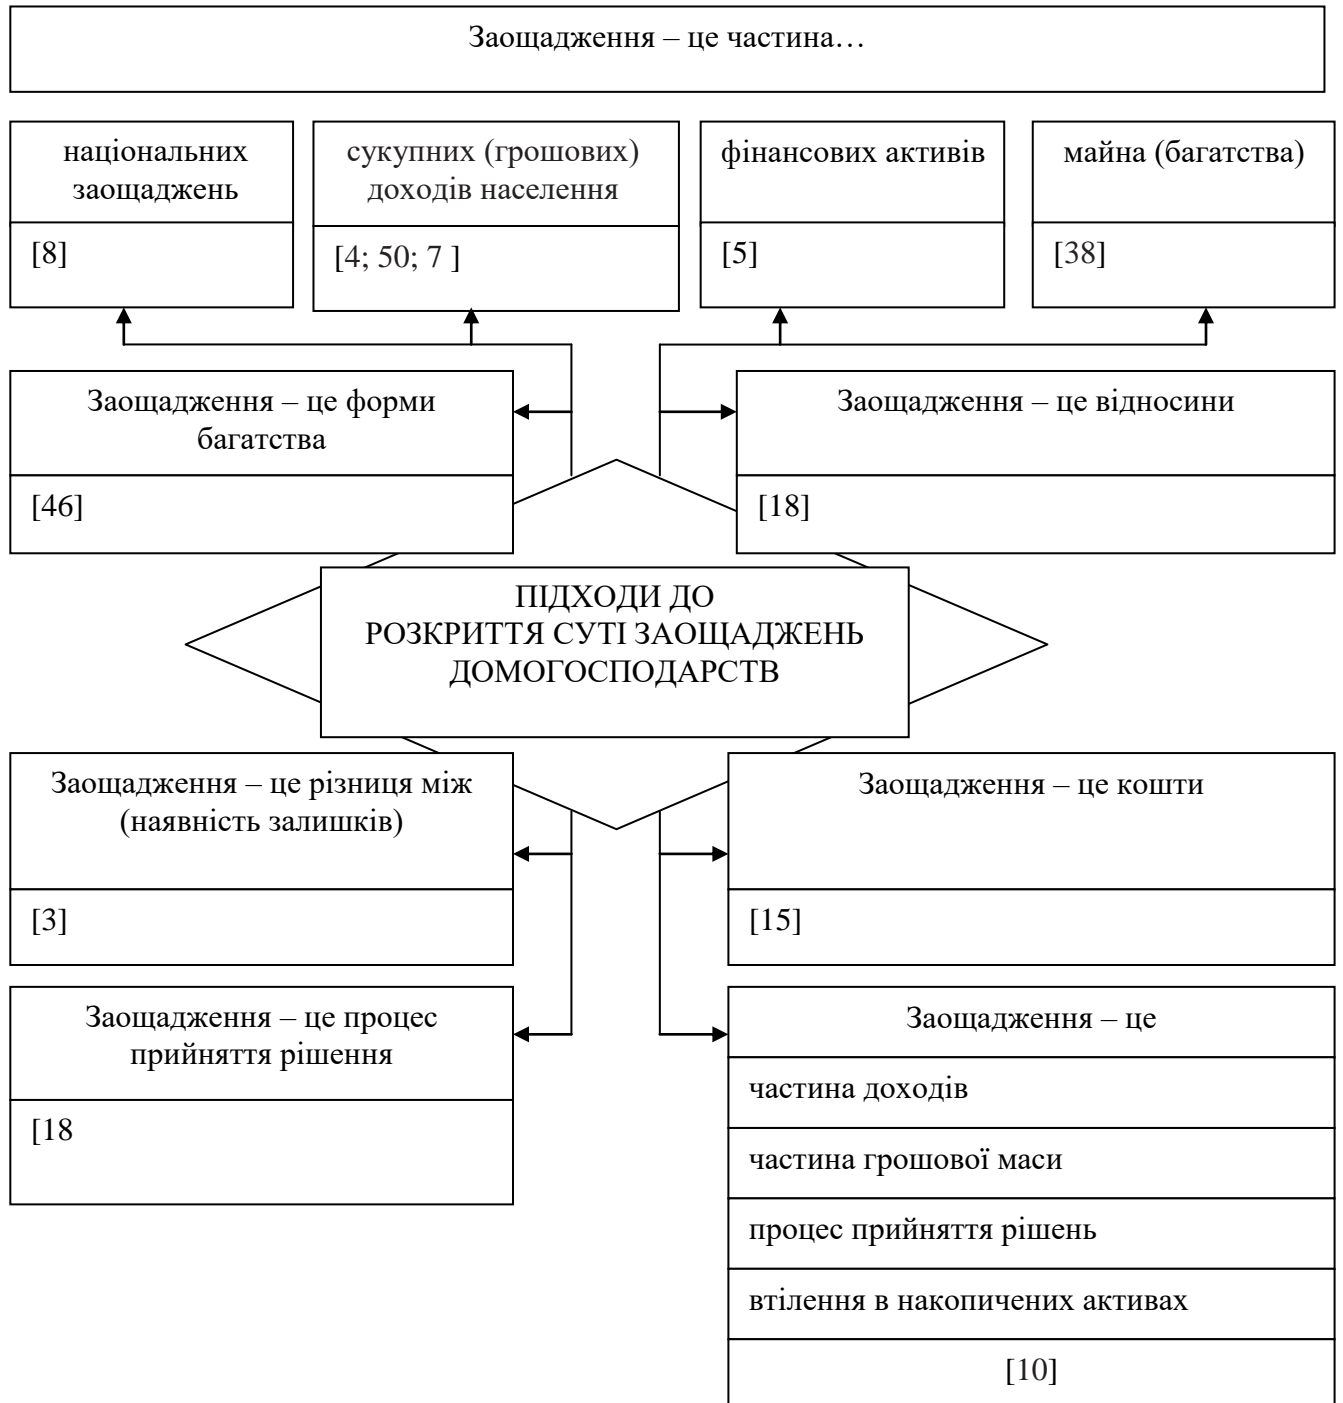 Заощадження – це частина…
національних
заощаджень
[8]
сукупних (грошових)
доходів населення
[4; 50; 7 ]
фінансових активів
[5]
майна (багатства)
[38]
Заощадження – це форми
багатства
[46]
Заощадження – це відносини
[18]
ПІДХОДИ ДО
РОЗКРИТТЯ СУТІ ЗАОЩАДЖЕНЬ
ДОМОГОСПОДАРСТВ
Заощадження – це різниця між
(наявність залишків)
[3]
Заощадження – це кошти
[15]
Заощадження – це процес
прийняття рішення
[18
Заощадження – це
частина доходів
частина грошової маси
процес прийняття рішень
втілення в накопичених активах
[10]